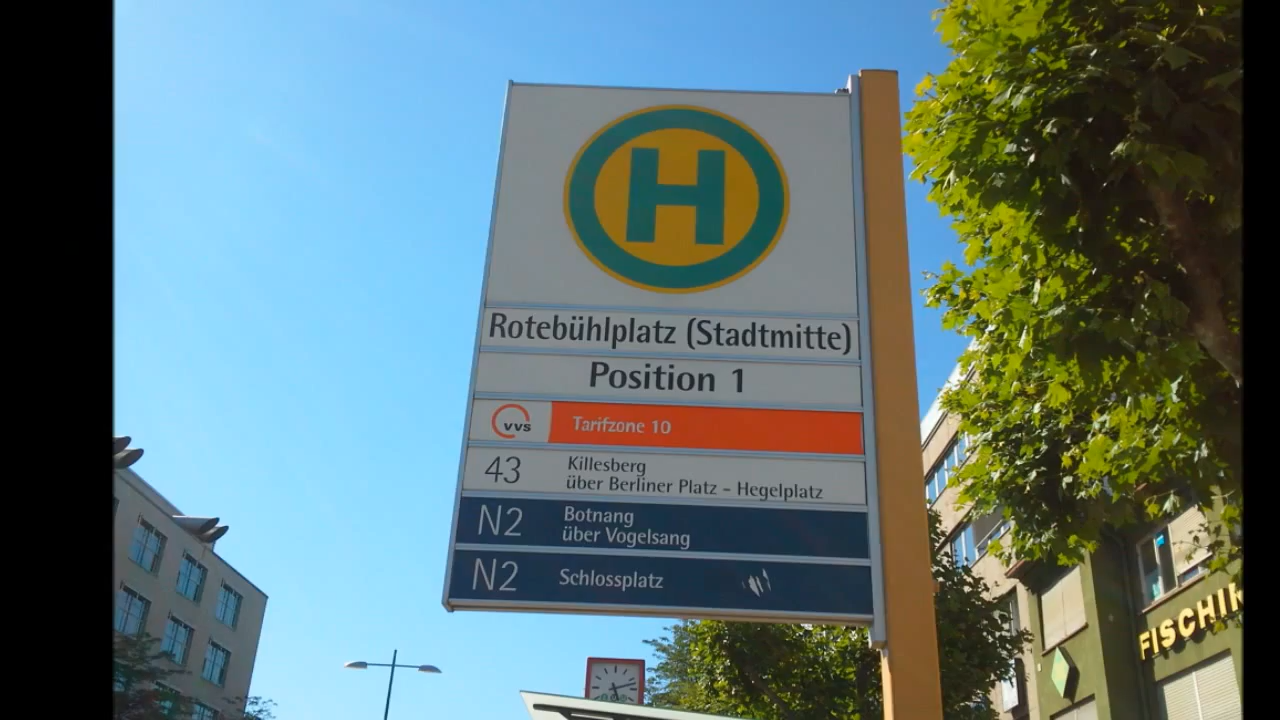 H
Rotebühlplatz (Stadtmitte)
Position 1
VVS Tarifzone 10
43 Killesberg
über Berliner Platz - Hegelplatz
N2 Botnang
über Vogelsang
N2 Schlossplatz